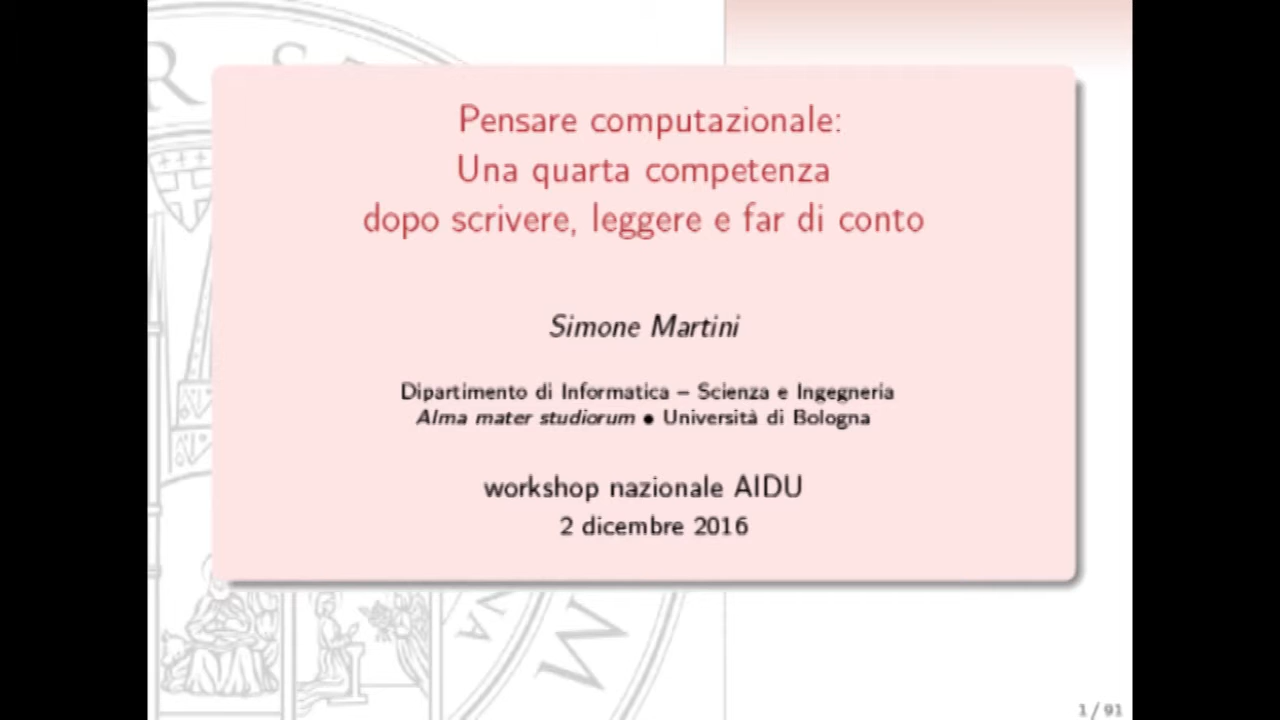 Pensare computazionale:
Una quarta competenza
dopo scrivere, leggere e far di conto
Simone Martini
Dipartimento di Informatica – Scienza e Ingegneria
Alma mater studiorum • Università di Bologna
workshop nazionale AIDU
2 dicembre 2016
1 / 91